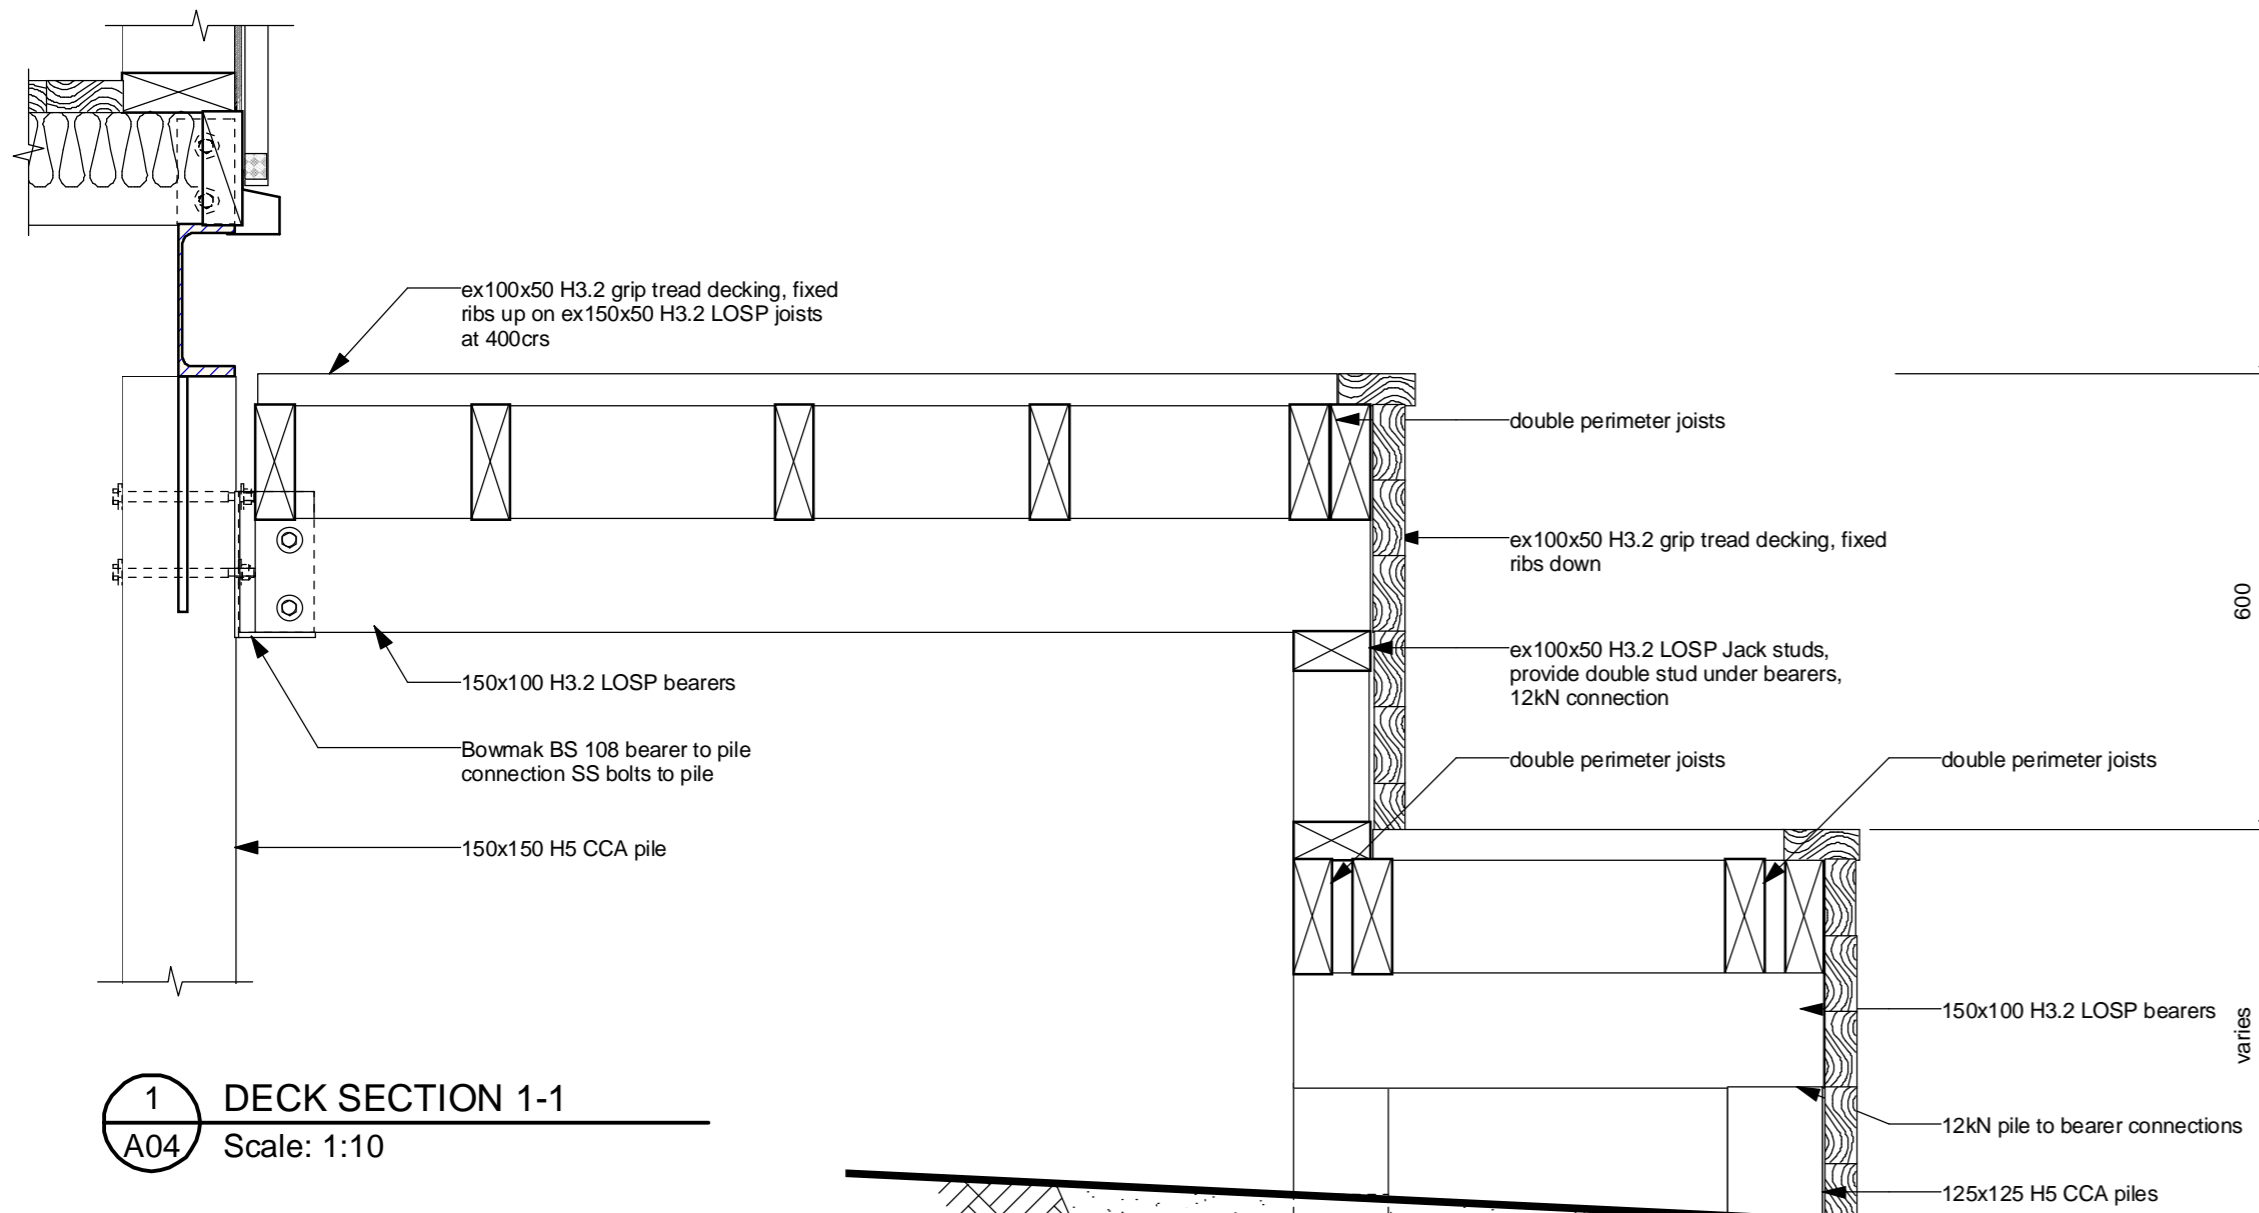 ex100x50 H3.2 grip tread decking, fixed
ribs up on ex150x50 H3.2 LOSP joists
at 400crs
double perimeter joists
ex100x50 H3.2 grip tread decking, fixed
ribs down
600
ex100x50 H3.2 LOSP Jack studs,
provide double stud under bearers,
12kN connection
150x100 H3.2 LOSP bearers
Bowmak BS 108 bearer to pile
connection SS bolts to pile
double perimeter joists
double perimeter joists
150x150 H5 CCA pile
150x100 H3.2 LOSP bearers
varies
12kN pile to bearer connections
125x125 H5 CCA piles
1
A04
DECK SECTION 1-1
Scale: 1:10